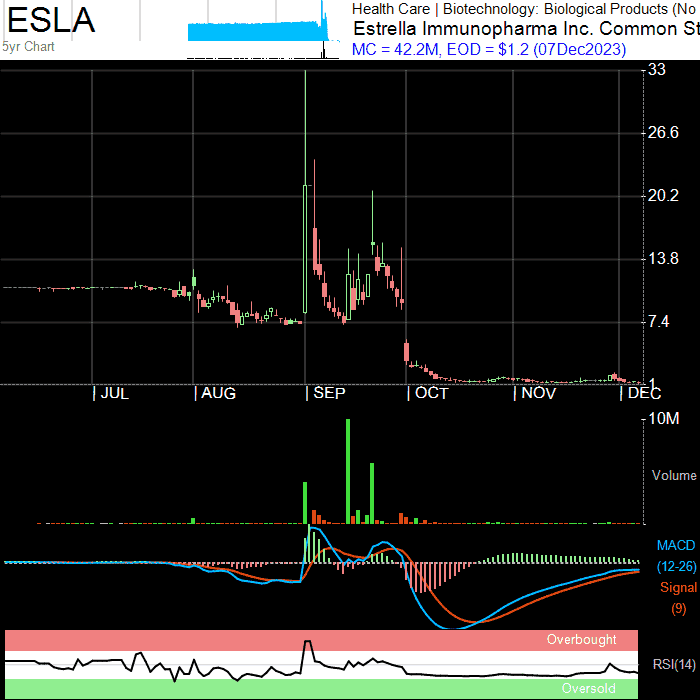 ESLA
5yr Chart
Health Care | Biotechnology: Biological Products (No
Estrella Immunopharma Inc. Common St
MC = 42.2M, EOD = $1.2 (07Dec2023)
33
26.6
20.2
13.8
7.4
1
JUL AUG SEP OCT NOV DEC
10M
Volume
MACD
(12-26)
Signal
(9)
Overbought
RSI(14)
Oversold